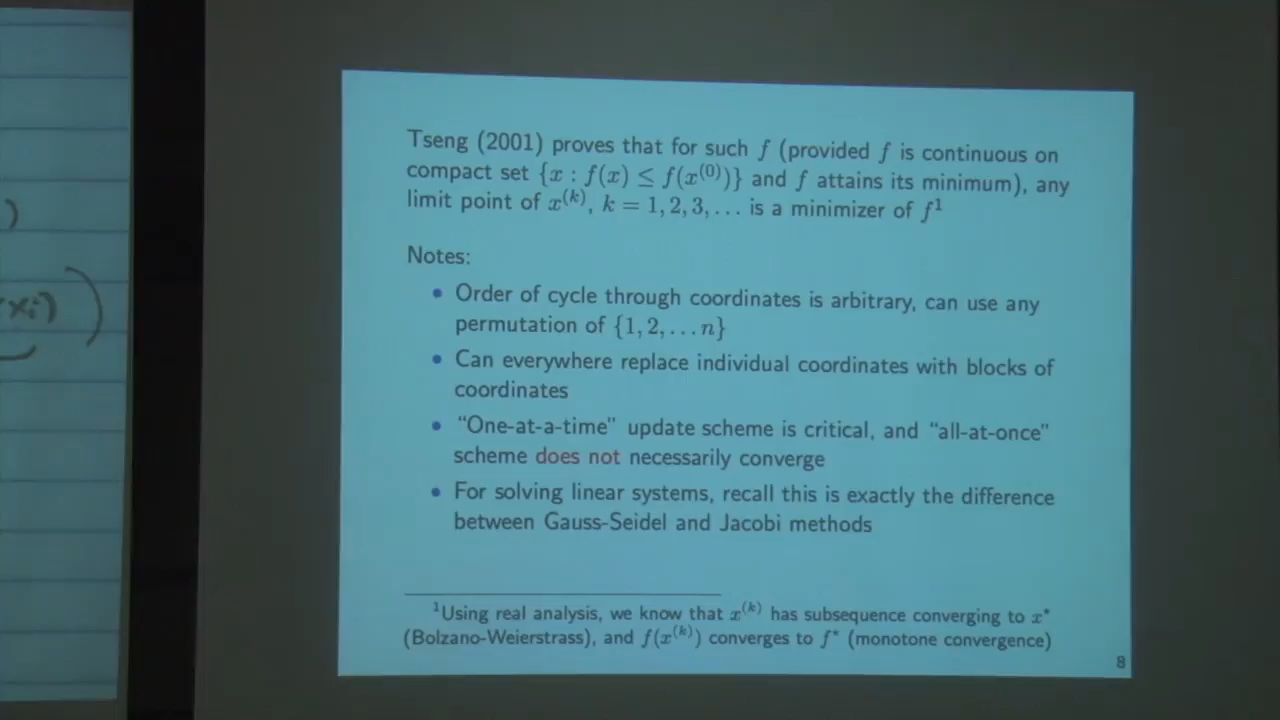 Tseng (2001) proves that for such f (provided f is continuous on
compact set {x : f(x) ≤ f(x^(0))} and f attains its minimum), any
limit point of x^(k), k = 1, 2, 3, . . . is a minimizer of f^1
Notes:
• Order of cycle through coordinates is arbitrary, can use any
permutation of {1, 2, . . . n}
• Can everywhere replace individual coordinates with blocks of
coordinates
• “One-at-a-time” update scheme is critical, and “all-at-once”
scheme does not necessarily converge
• For solving linear systems, recall this is exactly the difference
between Gauss-Seidel and Jacobi methods
^1Using real analysis, we know that x^(k) has subsequence converging to x*
(Bolzano-Weierstrass), and f(x^(k)) converges to f* (monotone convergence)
8
)
xi) )